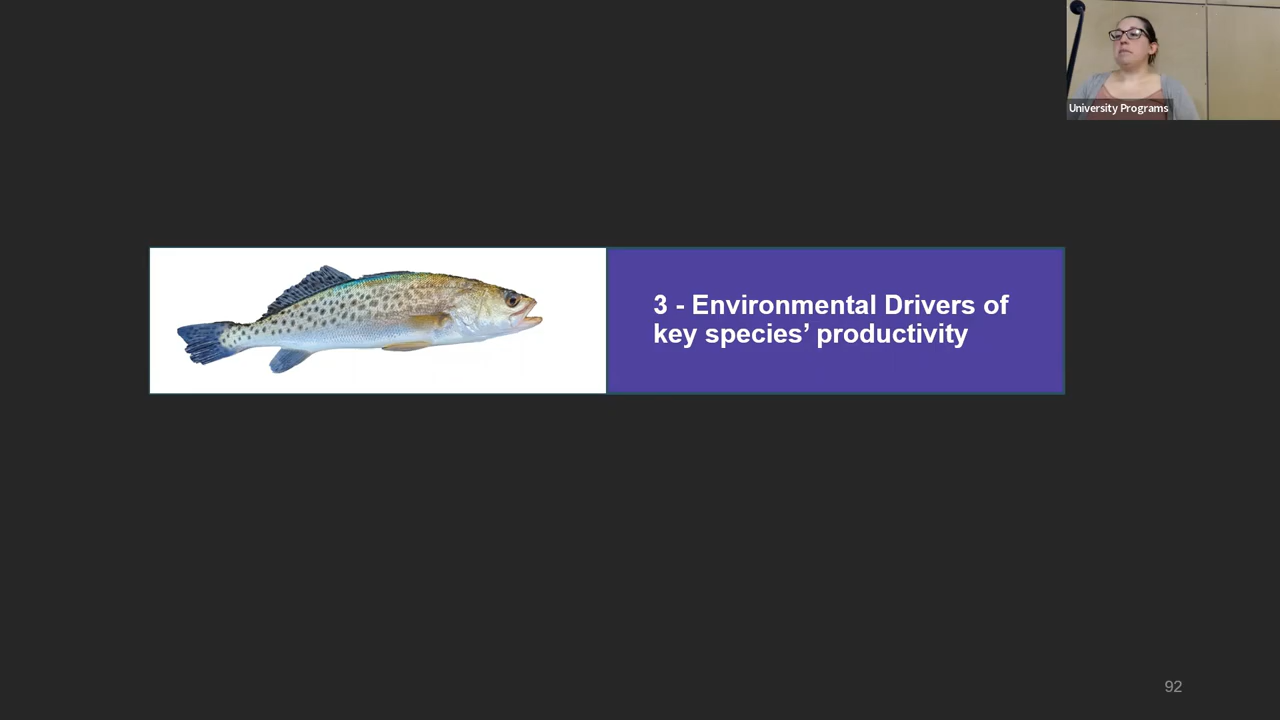 University Programs
3 - Environmental Drivers of
key species’ productivity
92